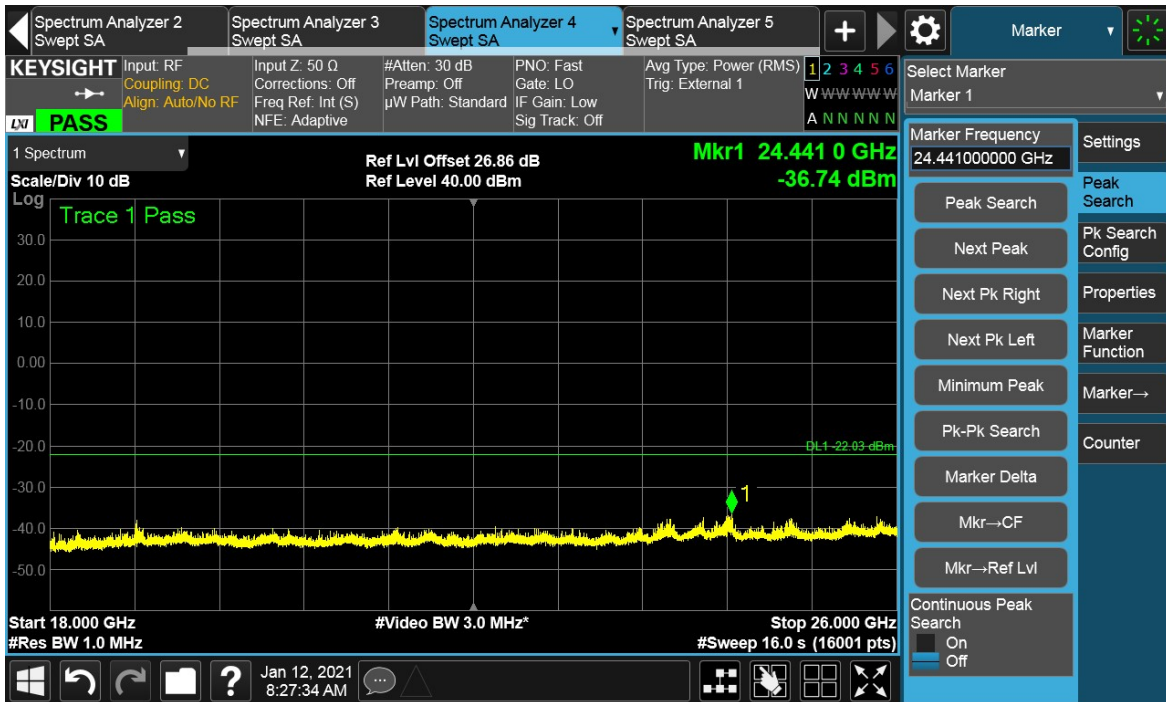 Spectrum Analyzer 2
Swept SA
Spectrum Analyzer 3
Swept SA
Spectrum Analyzer 4
Swept SA
Spectrum Analyzer 5
Swept SA
+
Marker
KEYSIGHT
LXI PASS
Input: RF
Coupling: DC
Align: Auto/No RF
Input Z: 50 Ω
Corrections: Off
Freq Ref: Int (S)
NFE: Adaptive
#Atten: 30 dB
Preamp: Off
µW Path: Standard
PNO: Fast
Gate: LO
IF Gain: Low
Sig Track: Off
Avg Type: Power (RMS)
Trig: External 1
1 2 3 4 5 6
W W W W W W
A N N N N N
Select Marker
Marker 1
1 Spectrum
Scale/Div 10 dB
Ref Lvl Offset 26.86 dB
Ref Level 40.00 dBm
Mkr1 24.441 0 GHz
-36.74 dBm
Log
Trace 1 Pass
30.0
20.0
10.0
0.00
-10.0
-20.0
-30.0
-40.0
-50.0
DL1 -22.03 dBm
1
Start 18.000 GHz
#Res BW 1.0 MHz
#Video BW 3.0 MHz*
Stop 26.000 GHz
#Sweep 16.0 s (16001 pts)
Marker Frequency
24.441000000 GHz
Peak Search
Next Peak
Next Pk Right
Next Pk Left
Minimum Peak
Pk-Pk Search
Marker Delta
Mkr→CF
Mkr→Ref Lvl
Continuous Peak
Search
On
Off
Settings
Peak
Search
Pk Search
Config
Properties
Marker
Function
Marker→
Counter
?
Jan 12, 2021
8:27:34 AM